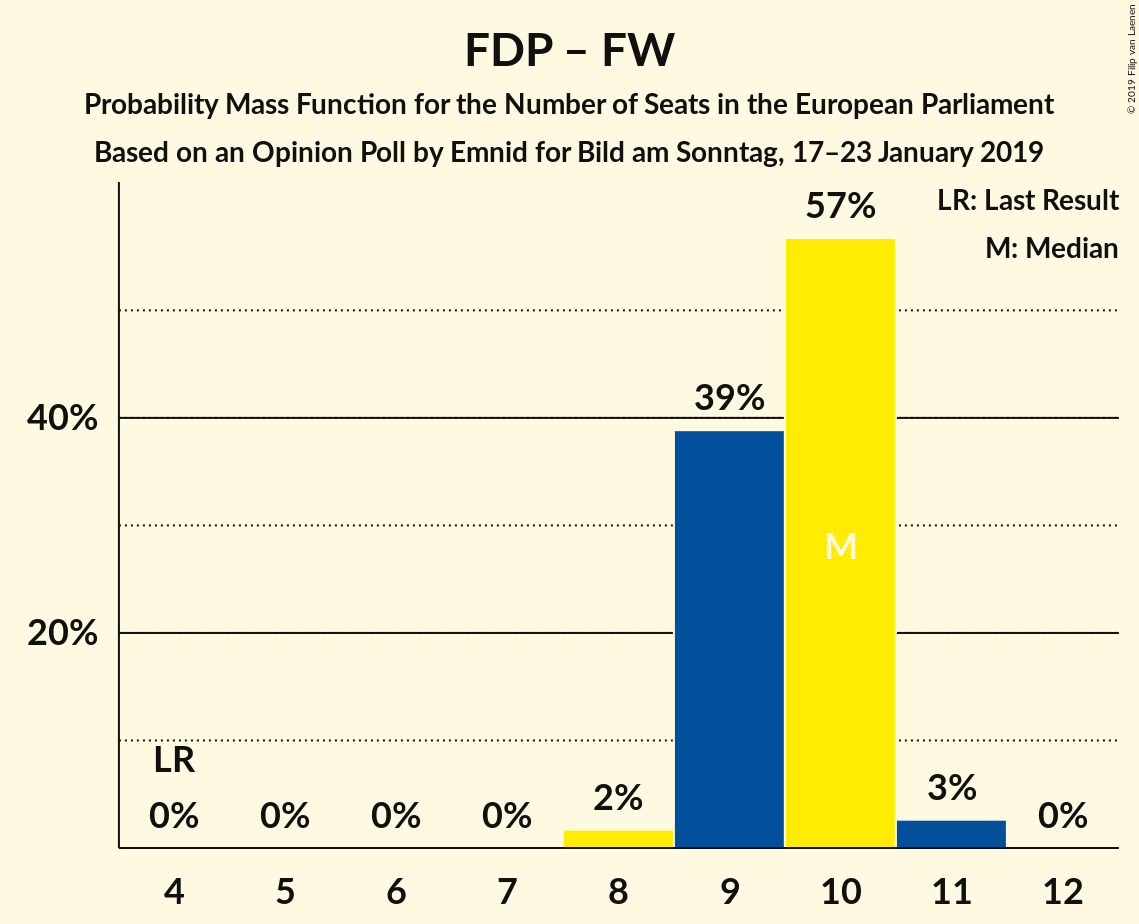 FDP – FW
Probability Mass Function for the Number of Seats in the European Parliament
Based on an Opinion Poll by Emnid for Bild am Sonntag, 17–23 January 2019
© 2019 Filip van Laenen
LR: Last Result
M: Median
57%
39%
40%
M
20%
LR
0%
0%
0%
0%
2%
3%
0%
4
5
6
7
8
9
10
11
12